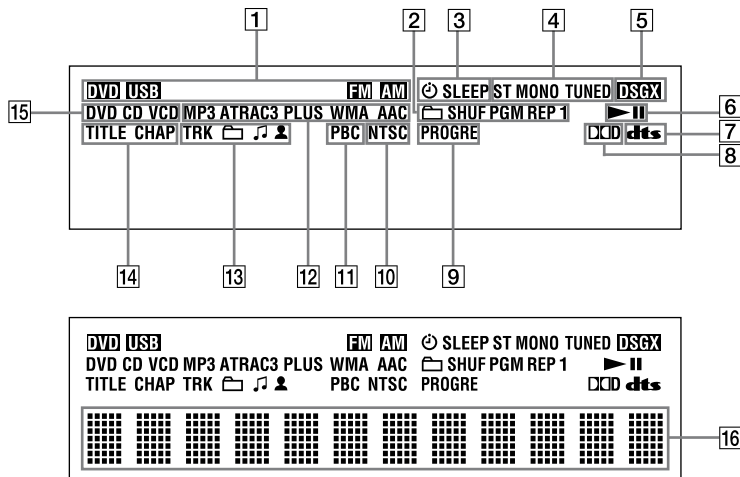 1 2 3 4 5
DVD USB FM AM SLEEP ST MONO TUNED DSGX
15 DVD CD VCD MP3 ATRAC3 PLUS WMA AAC SHUF PGM REP 1 6
TITLE CHAP TRK PBC NTSC PROGRE dts 7
8
14 13 12 11 10 9
DVD USB FM AM SLEEP ST MONO TUNED DSGX
DVD CD VCD MP3 ATRAC3 PLUS WMA AAC SHUF PGM REP 1
TITLE CHAP TRK PBC NTSC PROGRE dts
16